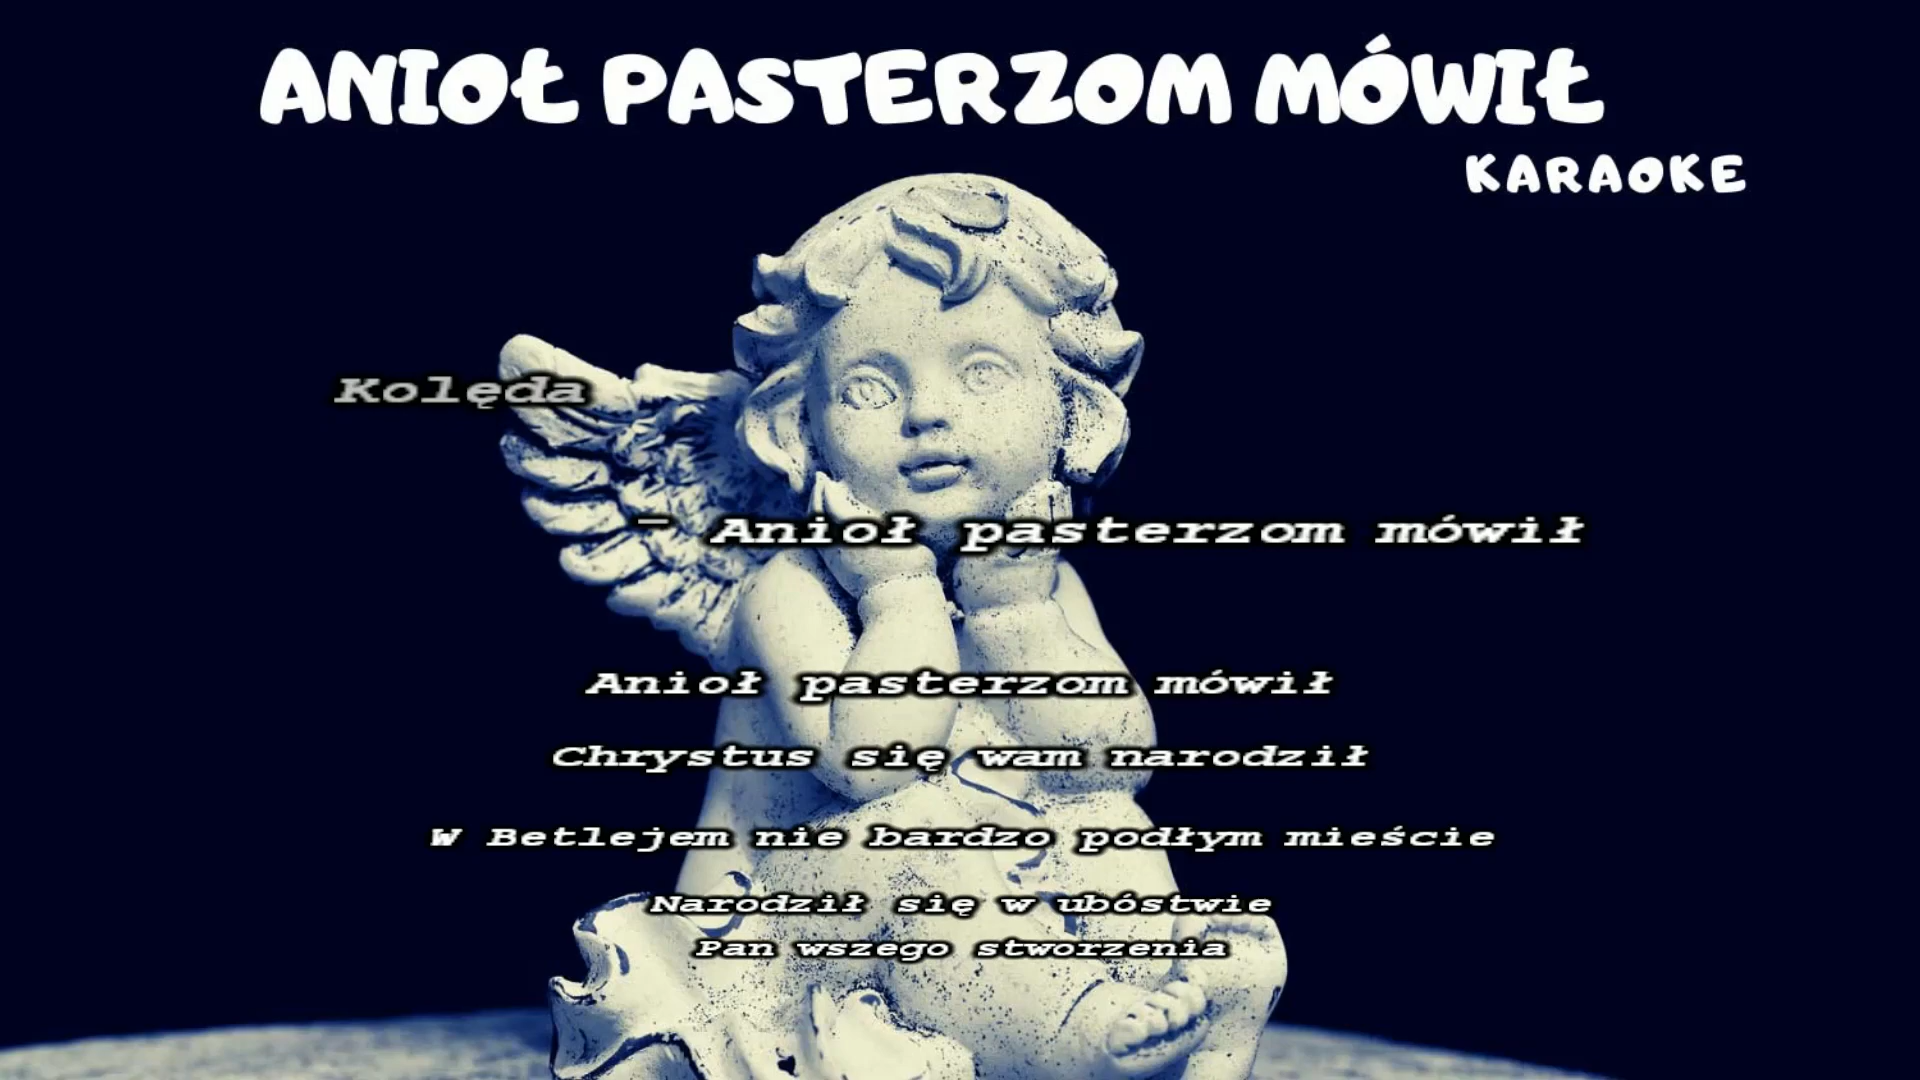 ANIOŁ PASTERZOM MÓWIŁ
KARAOKE
Kolęda
- Anioł pasterzom mówił
Anioł pasterzom mówił
Chrystus się wam narodził
W Betlejem nie bardzo podłym mieście
Narodził się w ubóstwie
Pan wszego stworzenia